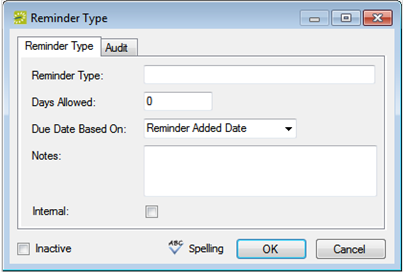 Reminder Type
Reminder Type Audit
Reminder Type:
Days Allowed: 0
Due Date Based On: Reminder Added Date
Notes:
Internal:
Inactive ABC Spelling OK Cancel